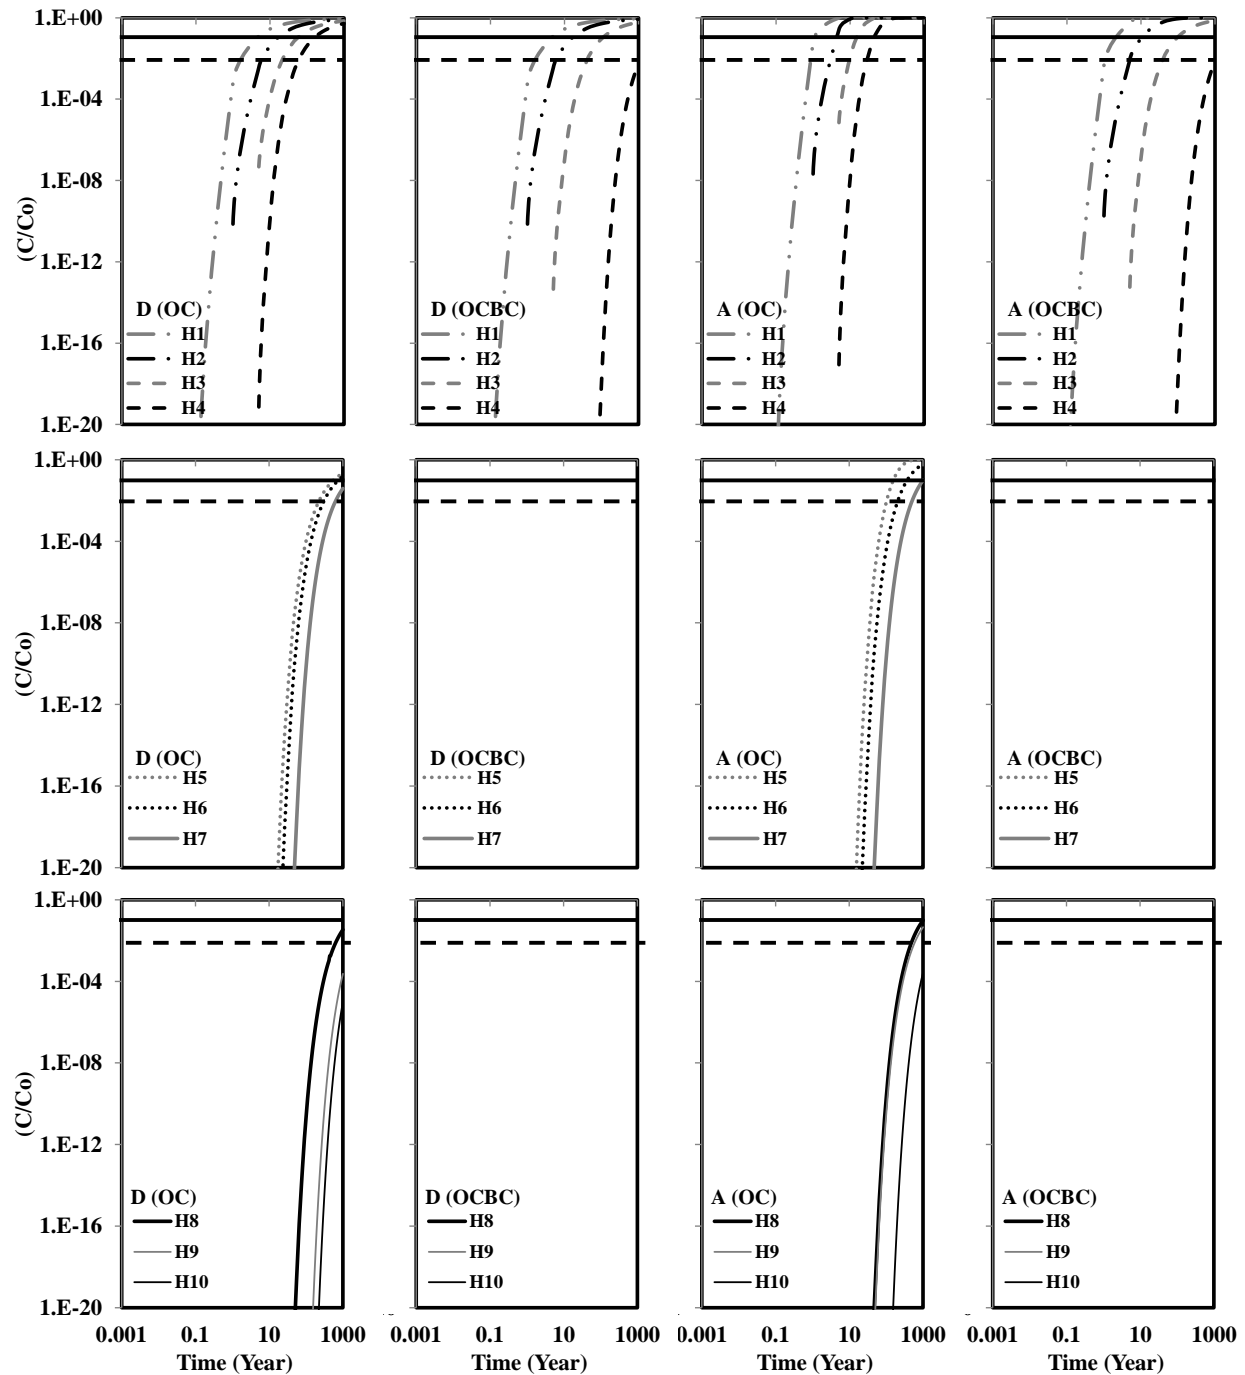 1.E+00
1.E-04
1.E-08
1.E-12
1.E-16
1.E-20
(C/Co)
D (OC)
H1
H2
H3
H4
D (OCBC)
H1
H2
H3
H4
A (OC)
H1
H2
H3
H4
A (OCBC)
H1
H2
H3
H4
1.E+00
1.E-04
1.E-08
1.E-12
1.E-16
1.E-20
(C/Co)
D (OC)
H5
H6
H7
D (OCBC)
H5
H6
H7
A (OC)
H5
H6
H7
A (OCBC)
H5
H6
H7
1.E+00
1.E-04
1.E-08
1.E-12
1.E-16
1.E-20
(C/Co)
D (OC)
H8
H9
H10
D (OCBC)
H8
H9
H10
A (OC)
H8
H9
H10
A (OCBC)
H8
H9
H10
0.001 0.1 10 1000
Time (Year)
0.001 0.1 10 1000
Time (Year)
0.001 0.1 10 1000
Time (Year)
0.001 0.1 10 1000
Time (Year)